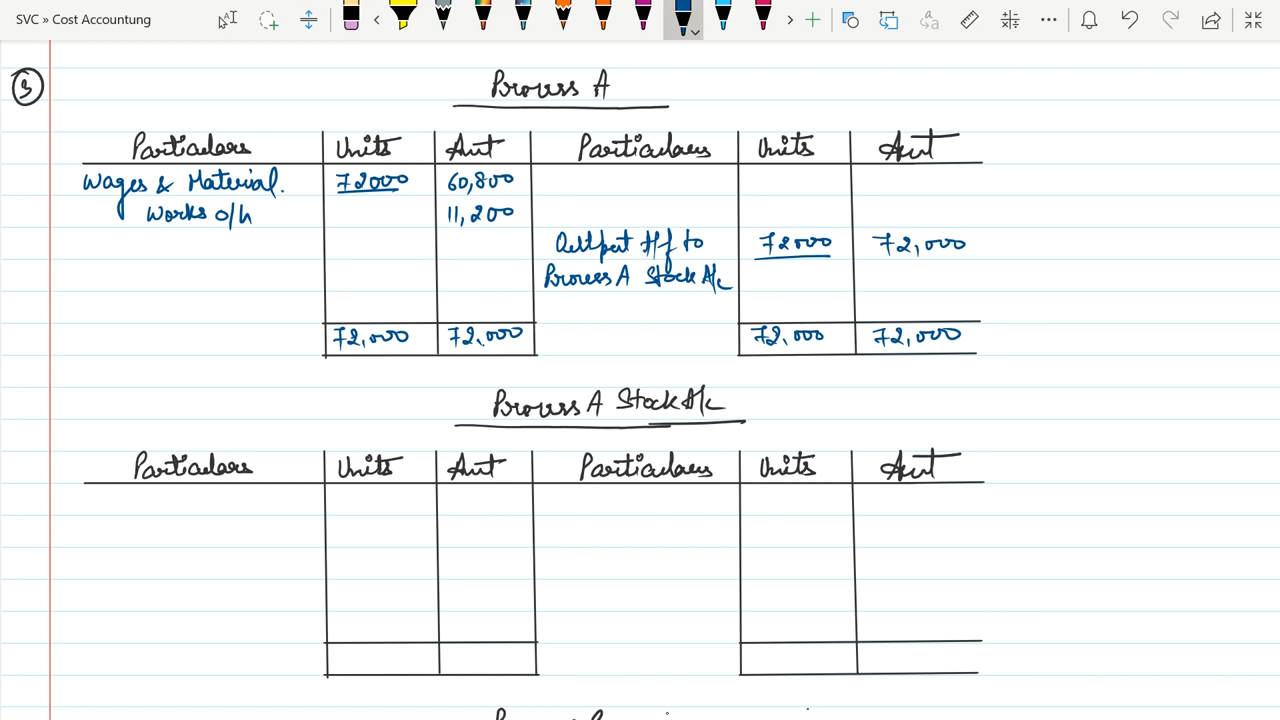 SVC » Cost Accountung
3
Process A
Particulars Units Amt Particulars Units Amt
Wages & Material. 72000 60,800
Works o/h 11,200
Output t/f to 72000 72,000
Process A Stock A/c
72,000 72,000 72,000 72,000
Process A Stock A/c
Particulars Units Amt Particulars Units Amt